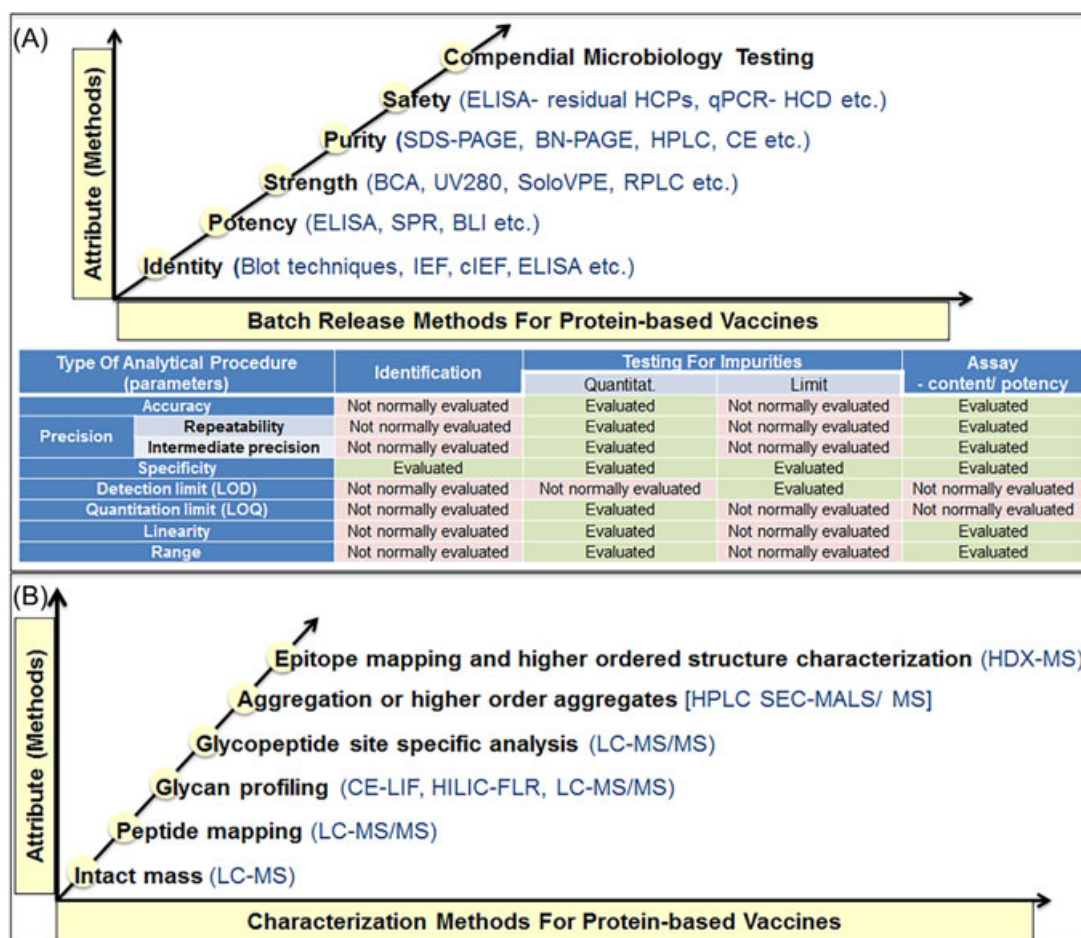 (A)
Attribute (Methods)
Compendial Microbiology Testing
Safety (ELISA- residual HCPs, qPCR- HCD etc.)
Purity (SDS-PAGE, BN-PAGE, HPLC, CE etc.)
Strength (BCA, UV280, SoloVPE, RPLC etc.)
Potency (ELISA, SPR, BLI etc.)
Identity (Blot techniques, IEF, cIEF, ELISA etc.)
Batch Release Methods For Protein-based Vaccines
Type Of Analytical Procedure (parameters) Identification Testing For Impurities Assay - content/ potency
Quantitat. Limit
Accuracy Not normally evaluated Evaluated Not normally evaluated Evaluated
Precision Repeatability Not normally evaluated Evaluated Not normally evaluated Evaluated
Intermediate precision Not normally evaluated Evaluated Not normally evaluated Evaluated
Specificity Evaluated Evaluated Evaluated Evaluated
Detection limit (LOD) Not normally evaluated Not normally evaluated Evaluated Not normally evaluated
Quantitation limit (LOQ) Not normally evaluated Evaluated Not normally evaluated Not normally evaluated
Linearity Not normally evaluated Evaluated Not normally evaluated Evaluated
Range Not normally evaluated Evaluated Not normally evaluated Evaluated
(B)
Attribute (Methods)
Epitope mapping and higher ordered structure characterization (HDX-MS)
Aggregation or higher order aggregates [HPLC SEC-MALS/ MS]
Glycopeptide site specific analysis (LC-MS/MS)
Glycan profiling (CE-LIF, HILIC-FLR, LC-MS/MS)
Peptide mapping (LC-MS/MS)
Intact mass (LC-MS)
Characterization Methods For Protein-based Vaccines